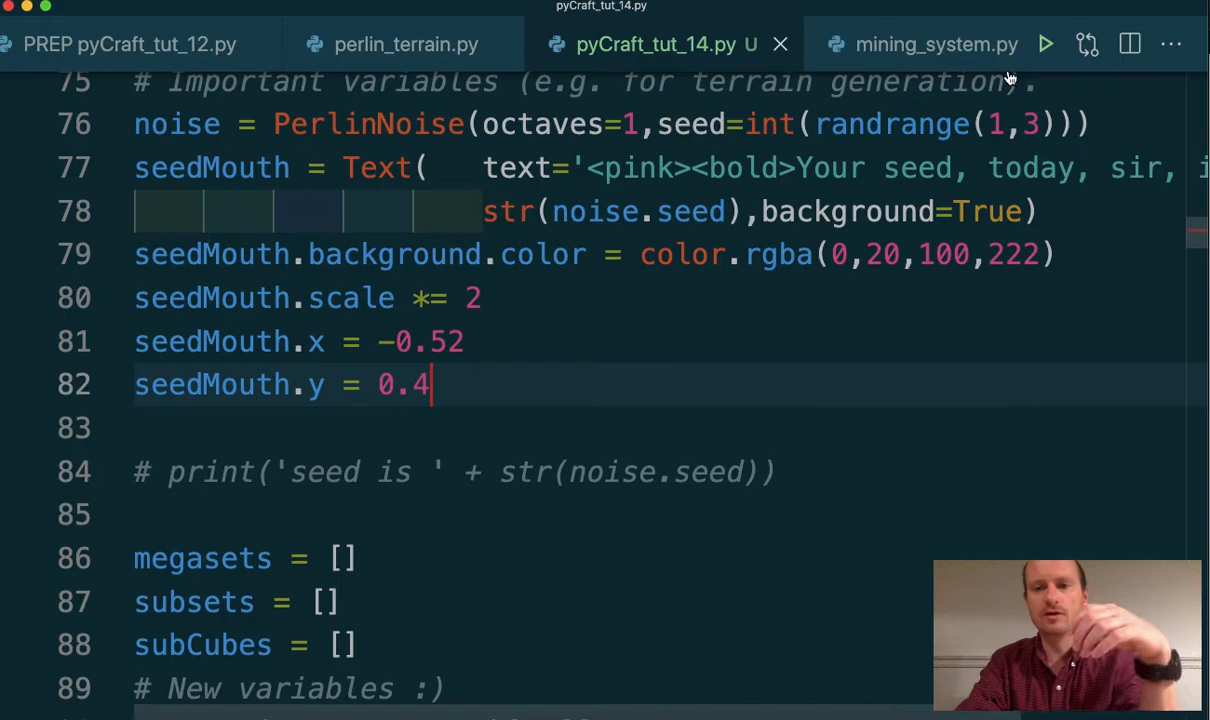 pyCraft_tut_14.py
PREP pyCraft_tut_12.py perlin_terrain.py pyCraft_tut_14.py U mining_system.py
75 # Important variables (e.g. for terrain generation).
76 noise = PerlinNoise(octaves=1,seed=int(randrange(1,3)))
77 seedMouth = Text(   text='<pink><bold>Your seed, today, sir, i
78 str(noise.seed),background=True)
79 seedMouth.background.color = color.rgba(0,20,100,222)
80 seedMouth.scale *= 2
81 seedMouth.x = -0.52
82 seedMouth.y = 0.4
83
84 # print('seed is ' + str(noise.seed))
85
86 megasets = []
87 subsets = []
88 subCubes = []
89 # New variables :)